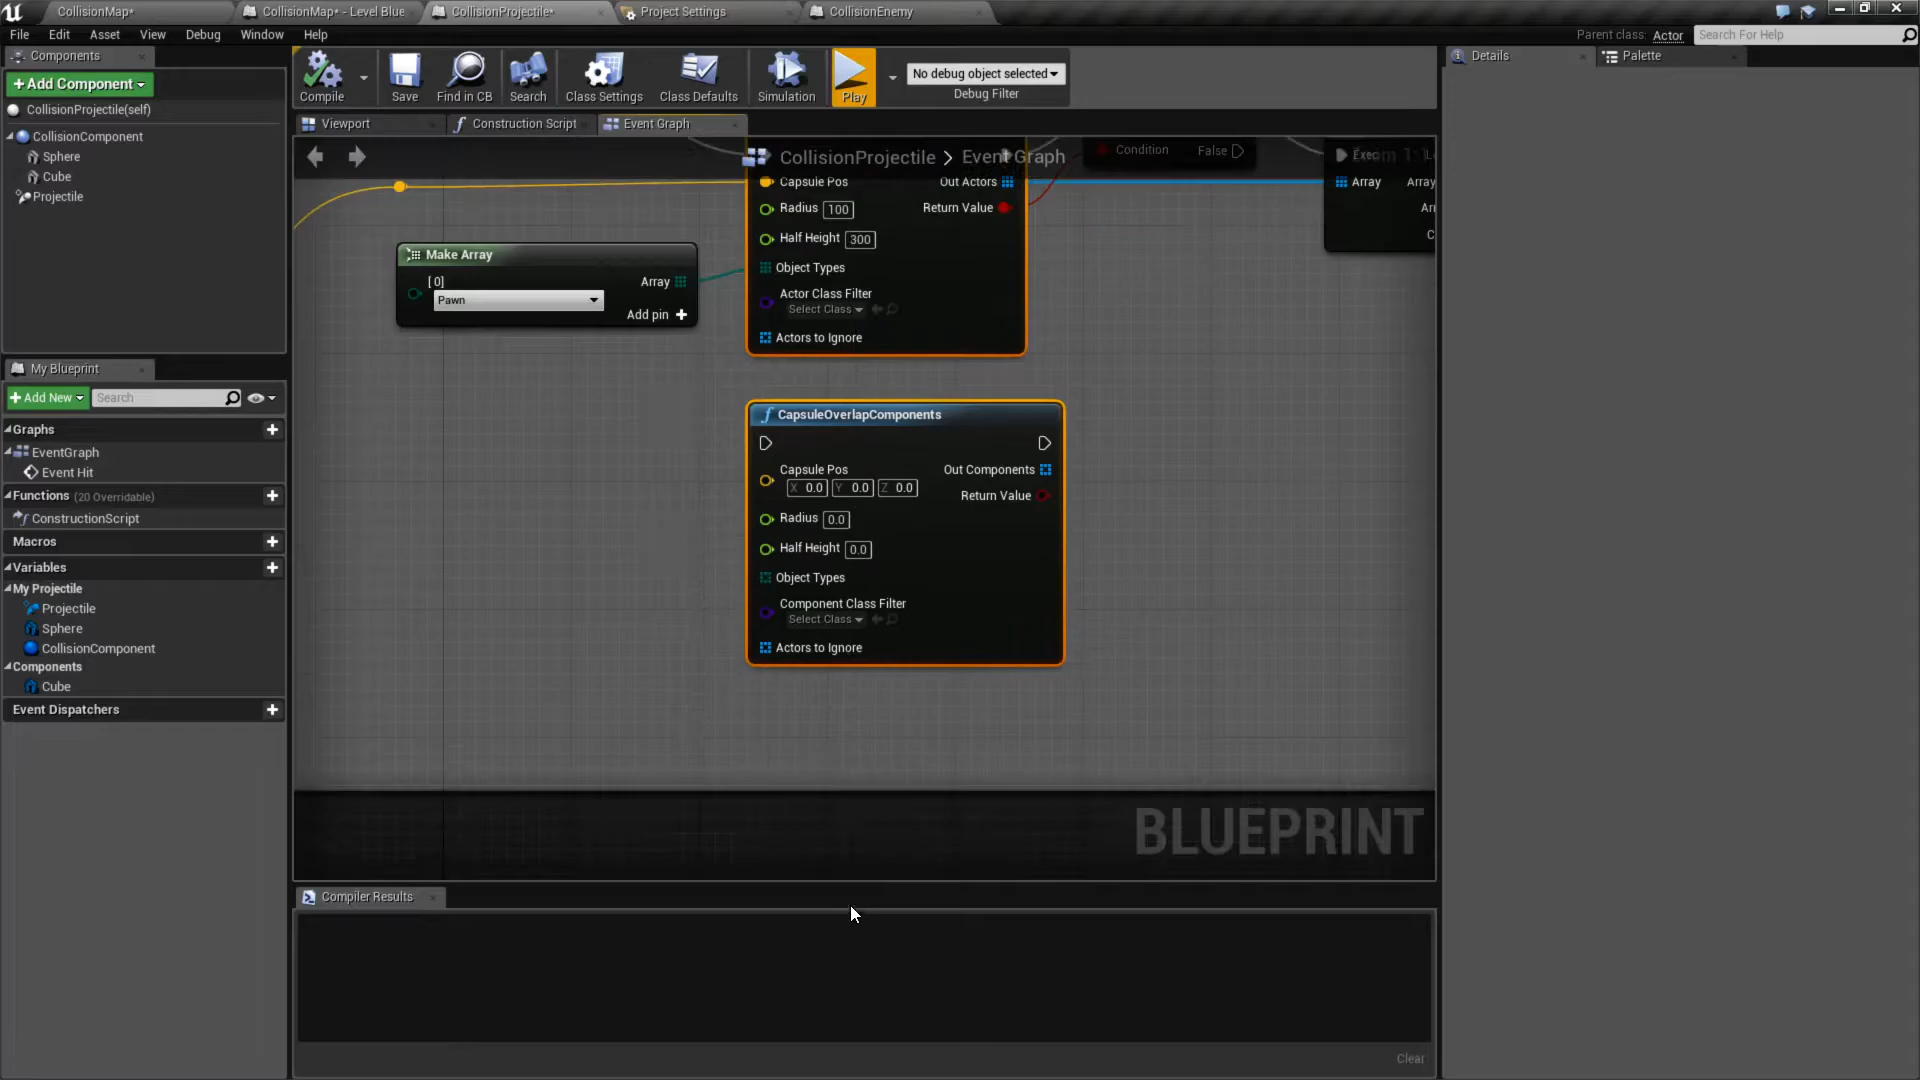 CollisionMap*
CollisionMap* - Level Blue
CollisionProjectile*
Project Settings
CollisionEnemy
File
Edit
Asset
View
Debug
Window
Help
Parent class: Actor
Search For Help
Components
+Add Component
CollisionProjectile(self)
CollisionComponent
Sphere
Cube
Projectile
Compile
Save
Find in CB
Search
Class Settings
Class Defaults
Simulation
Play
No debug object selected
Debug Filter
Details
Palette
Viewport
Construction Script
Event Graph
CollisionProjectile > Event Graph
Condition
False
Exec
Capsule Pos
Out Actors
Array
Array
Radius 100
Return Value
Half Height 300
Object Types
Actor Class Filter
Select Class
Actors to Ignore
Make Array
[0]
Array
Pawn
Add pin +
CapsuleOverlapComponents
Capsule Pos
Out Components
X 0.0 Y 0.0 Z 0.0
Return Value
Radius 0.0
Half Height 0.0
Object Types
Component Class Filter
Select Class
Actors to Ignore
My Blueprint
+Add New
Search
Graphs
EventGraph
Event Hit
Functions (20 Overridable)
ConstructionScript
Macros
Variables
My Projectile
Projectile
Sphere
CollisionComponent
Components
Cube
Event Dispatchers
BLUEPRINT
Compiler Results
Clear